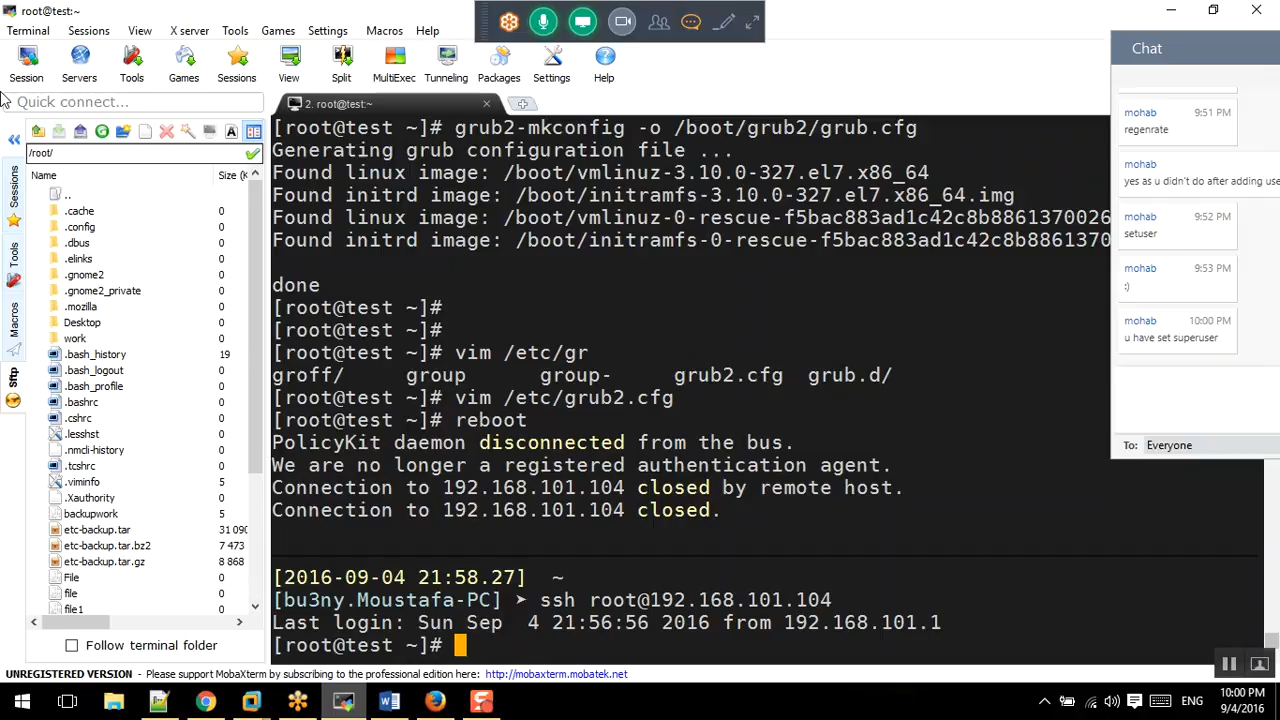 root@test:~
Terminal Sessions View X server Tools Games Settings Macros Help
Session Servers Tools Games Sessions View Split MultiExec Tunneling Packages Settings Help
Quick connect...
2. root@test:~
/root/
Name Size (K
..
.cache 0
.config 0
.dbus 0
.elinks 0
.gnome2 0
.gnome2_private 0
.mozilla 0
Desktop 0
work 0
.bash_history 19
.bash_logout 0
.bash_profile 0
.bashrc 0
.cshrc 0
.lesshst 0
.nmcli-history 0
.tcshrc 0
.viminfo 5
.Xauthority 0
backupwork 5
etc-backup.tar 31 090
etc-backup.tar.bz2 7 473
etc-backup.tar.gz 8 868
File 0
file 0
file1 0
Follow terminal folder
Sessions
Tools
Macros
Sftp
[root@test ~]# grub2-mkconfig -o /boot/grub2/grub.cfg
Generating grub configuration file ...
Found linux image: /boot/vmlinuz-3.10.0-327.el7.x86_64
Found initrd image: /boot/initramfs-3.10.0-327.el7.x86_64.img
Found linux image: /boot/vmlinuz-0-rescue-f5bac883ad1c42c8b8861370026
Found initrd image: /boot/initramfs-0-rescue-f5bac883ad1c42c8b8861370
done
[root@test ~]#
[root@test ~]#
[root@test ~]# vim /etc/gr
groff/ group group- grub2.cfg grub.d/
[root@test ~]# vim /etc/grub2.cfg
[root@test ~]# reboot
PolicyKit daemon disconnected from the bus.
We are no longer a registered authentication agent.
Connection to 192.168.101.104 closed by remote host.
Connection to 192.168.101.104 closed.
[2016-09-04 21:58.27] ~
[bu3ny.Moustafa-PC] ➤ ssh root@192.168.101.104
Last login: Sun Sep 4 21:56:56 2016 from 192.168.101.1
[root@test ~]#
Chat
mohab 9:51 PM
regenrate
mohab
yes as u didn't do after adding use
mohab 9:52 PM
setuser
mohab 9:53 PM
:)
mohab 10:00 PM
u have set superuser
To: Everyone
UNREGISTERED VERSION - Please support MobaXterm by subscribing to the professional edition here: http://mobaxterm.mobatek.net
ENG
10:00 PM
9/4/2016